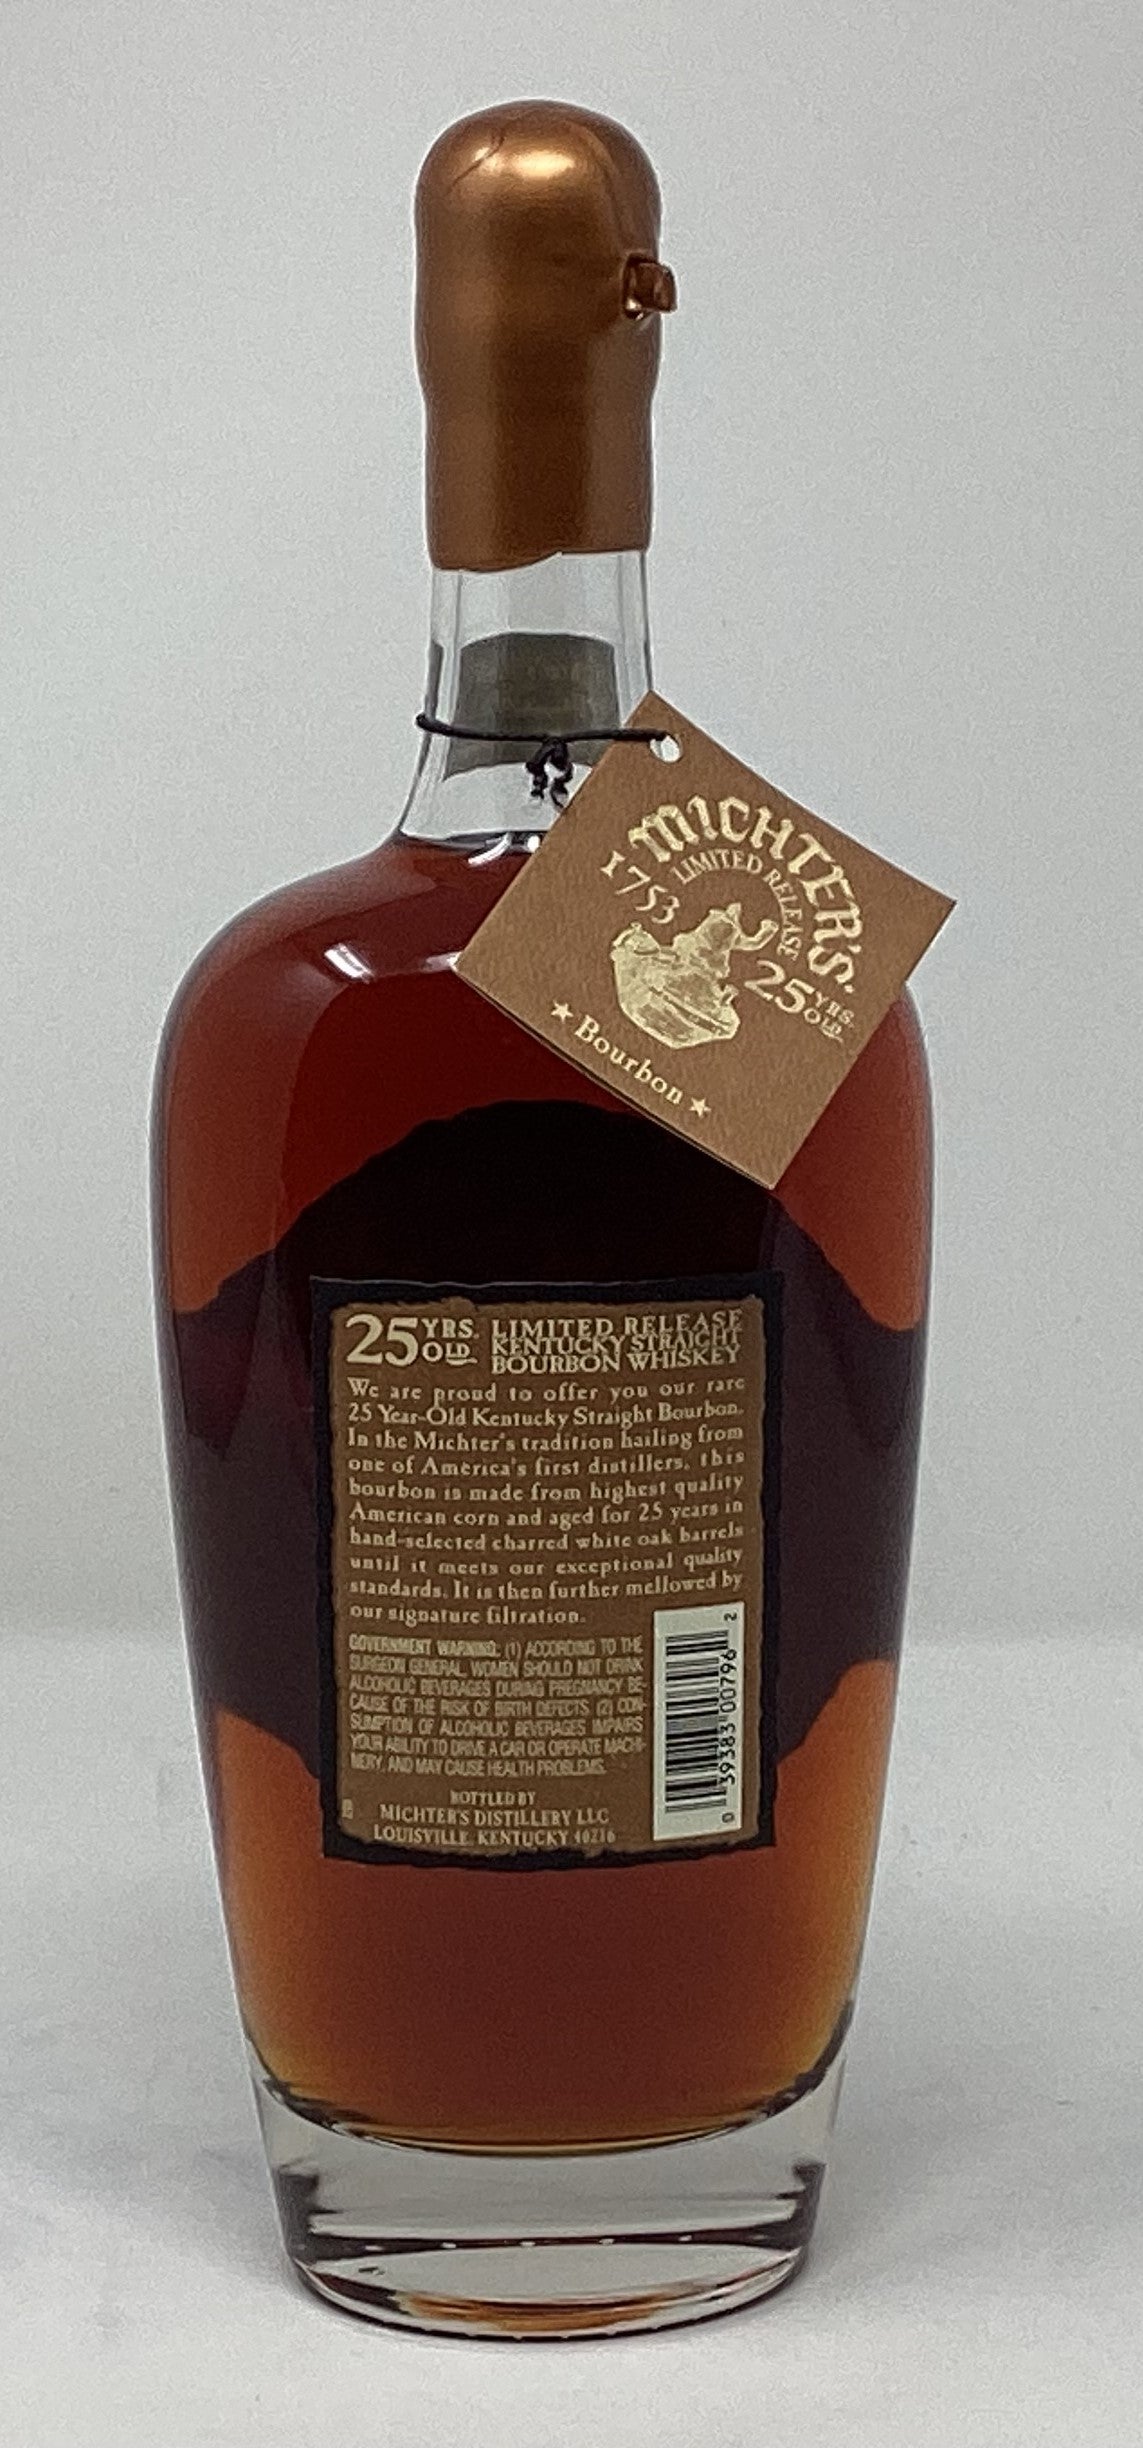 MICHTER'S.
LIMITED RELEASE
1753
25 YRS. OLD
★ Bourbon ★
25 YRS. OLD
LIMITED RELEASE
KENTUCKY STRAIGHT
BOURBON WHISKEY
We are proud to offer you our rare
25 Year-Old Kentucky Straight Bourbon.
In the Michter's tradition hailing from
one of America's first distillers, this
bourbon is made from highest quality
American corn and aged for 25 years in
hand-selected charred white oak barrels
until it meets our exceptional quality
standards. It is then further mellowed by
our signature filtration.
GOVERNMENT WARNING: (1) ACCORDING TO THE
SURGEON GENERAL, WOMEN SHOULD NOT DRINK
ALCOHOLIC BEVERAGES DURING PREGNANCY BE-
CAUSE OF THE RISK OF BIRTH DEFECTS. (2) CON-
SUMPTION OF ALCOHOLIC BEVERAGES IMPAIRS
YOUR ABILITY TO DRIVE A CAR OR OPERATE MACHI-
NERY, AND MAY CAUSE HEALTH PROBLEMS.
BOTTLED BY
MICHTER'S DISTILLERY LLC
LOUISVILLE, KENTUCKY 40216
0 39383 00796 2